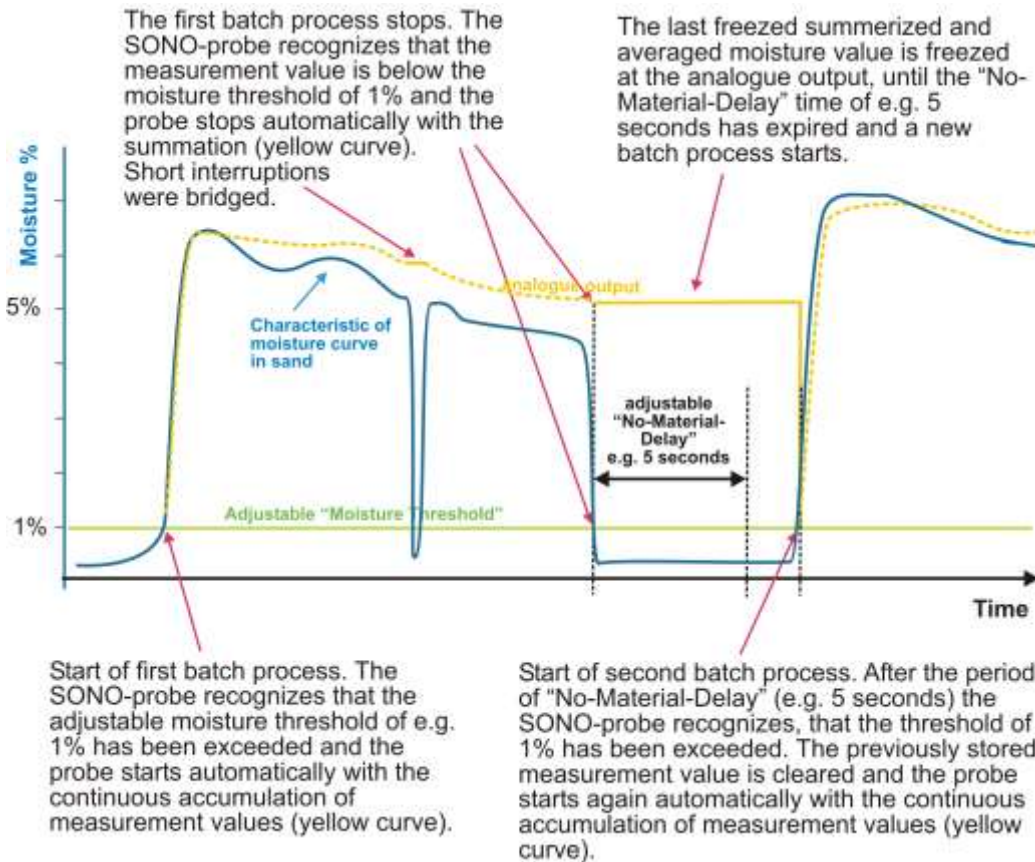 The first batch process stops. The
SONO-probe recognizes that the
measurement value is below the
moisture threshold of 1% and the
probe stops automatically with the
summation (yellow curve).
Short interruptions
were bridged.
The last freezed summerized and
averaged moisture value is freezed
at the analogue output, until the “No-
Material-Delay” time of e.g. 5
seconds has expired and a new
batch process starts.
Moisture %
5%
1%
Analogue output
Characteristic of
moisture curve
in sand
adjustable
“No-Material-
Delay”
e.g. 5 seconds
Adjustable “Moisture Threshold”
Time
Start of first batch process. The
SONO-probe recognizes that the
adjustable moisture threshold of e.g.
1% has been exceeded and the
probe starts automatically with the
continuous accumulation of
measurement values (yellow curve).
Start of second batch process. After the period
of “No-Material-Delay” (e.g. 5 seconds) the
SONO-probe recognizes, that the threshold of
1% has been exceeded. The previously stored
measurement value is cleared and the probe
starts again automatically with the continuous
accumulation of measurement values (yellow
curve).